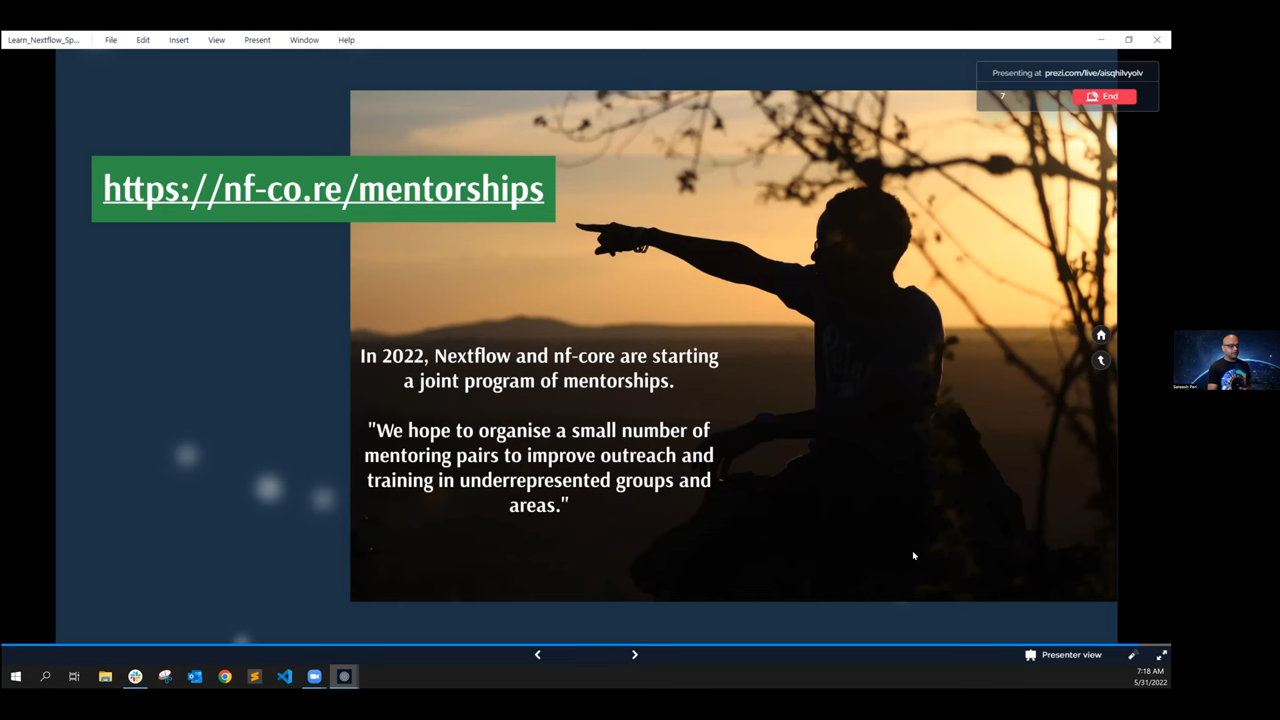 Learn_Nextflow_Sp...
File
Edit
Insert
View
Present
Window
Help
Presenting at prezi.com/live/aisqhilvyolv
7
End
https://nf-co.re/mentorships
In 2022, Nextflow and nf-core are starting
a joint program of mentorships.
"We hope to organise a small number of
mentoring pairs to improve outreach and
training in underrepresented groups and
areas."
Sateesh Peri
Presenter view
7:18 AM
5/31/2022